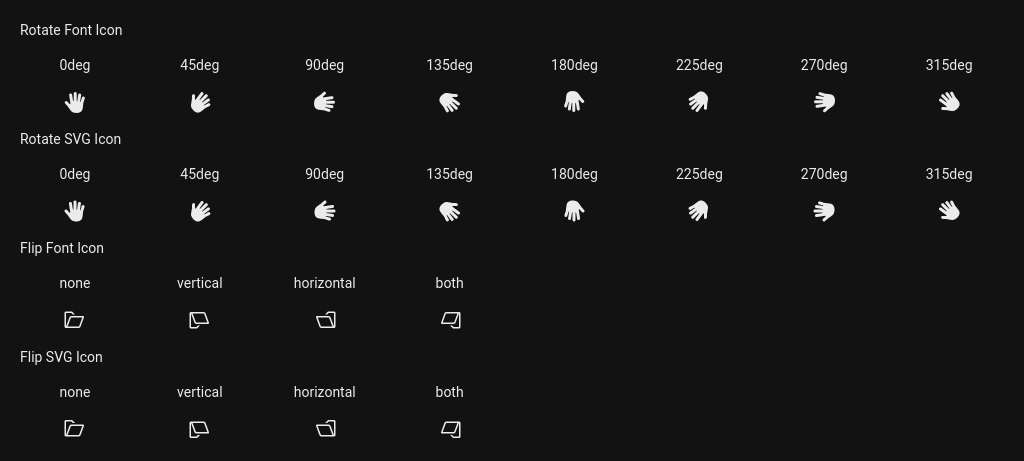 Rotate Font Icon
0deg 45deg 90deg 135deg 180deg 225deg 270deg 315deg
Rotate SVG Icon
0deg 45deg 90deg 135deg 180deg 225deg 270deg 315deg
Flip Font Icon
none vertical horizontal both
Flip SVG Icon
none vertical horizontal both